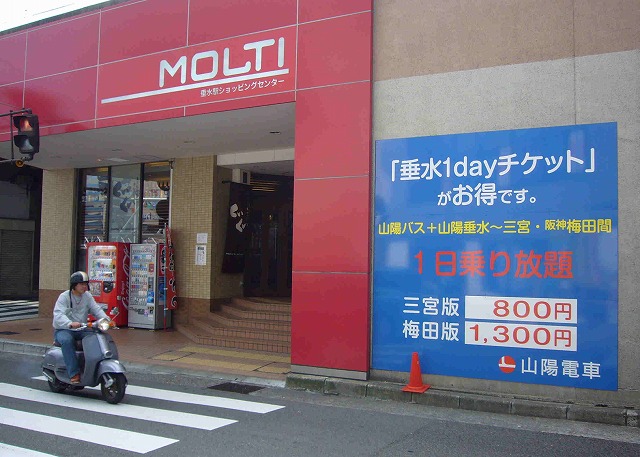 MOLTI
垂水駅ショッピングセンター
「垂水1dayチケット」
がお得です。
山陽バス+山陽垂水～三宮・阪神梅田間
1日乗り放題
三宮版 800円
梅田版 1,300円
山陽電車